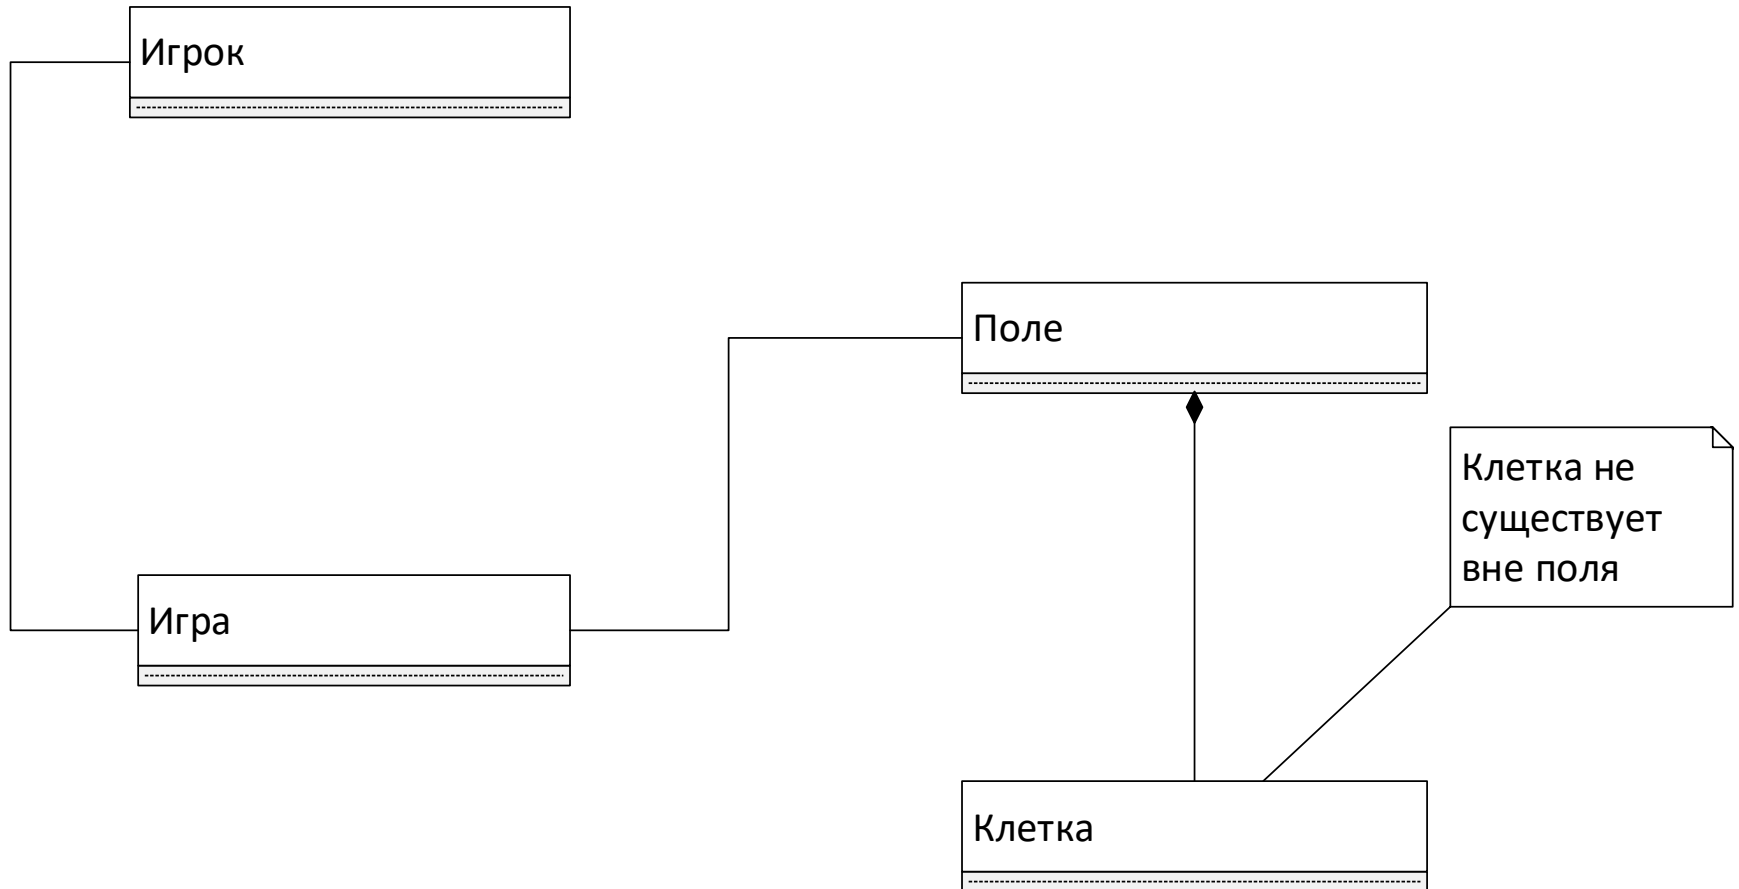 Игрок
Поле
Клетка не
существует
вне поля
Игра
Клетка